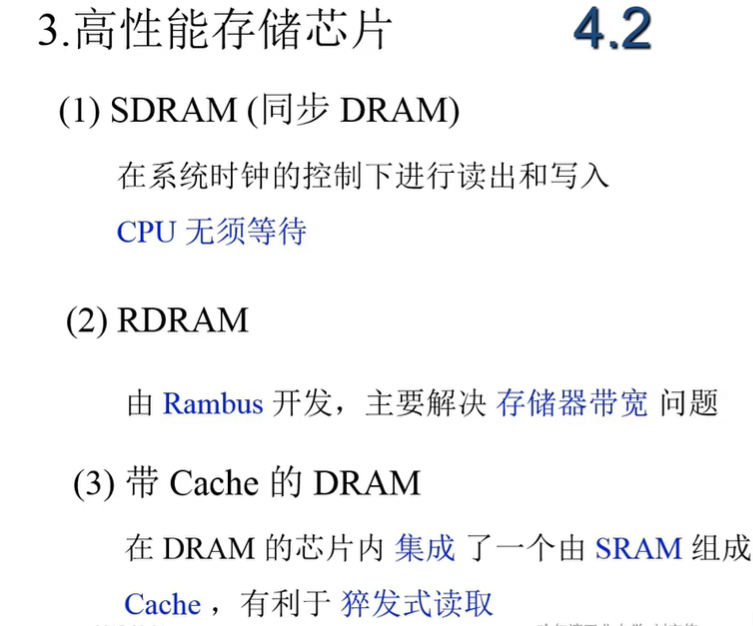 3.高性能存储芯片 4.2
(1) SDRAM (同步 DRAM)
在系统时钟的控制下进行读出和写入
CPU 无须等待
(2) RDRAM
由 Rambus 开发，主要解决 存储器带宽 问题
(3) 带 Cache 的 DRAM
在 DRAM 的芯片内 集成 了一个由 SRAM 组成
Cache ，有利于 猝发式读取